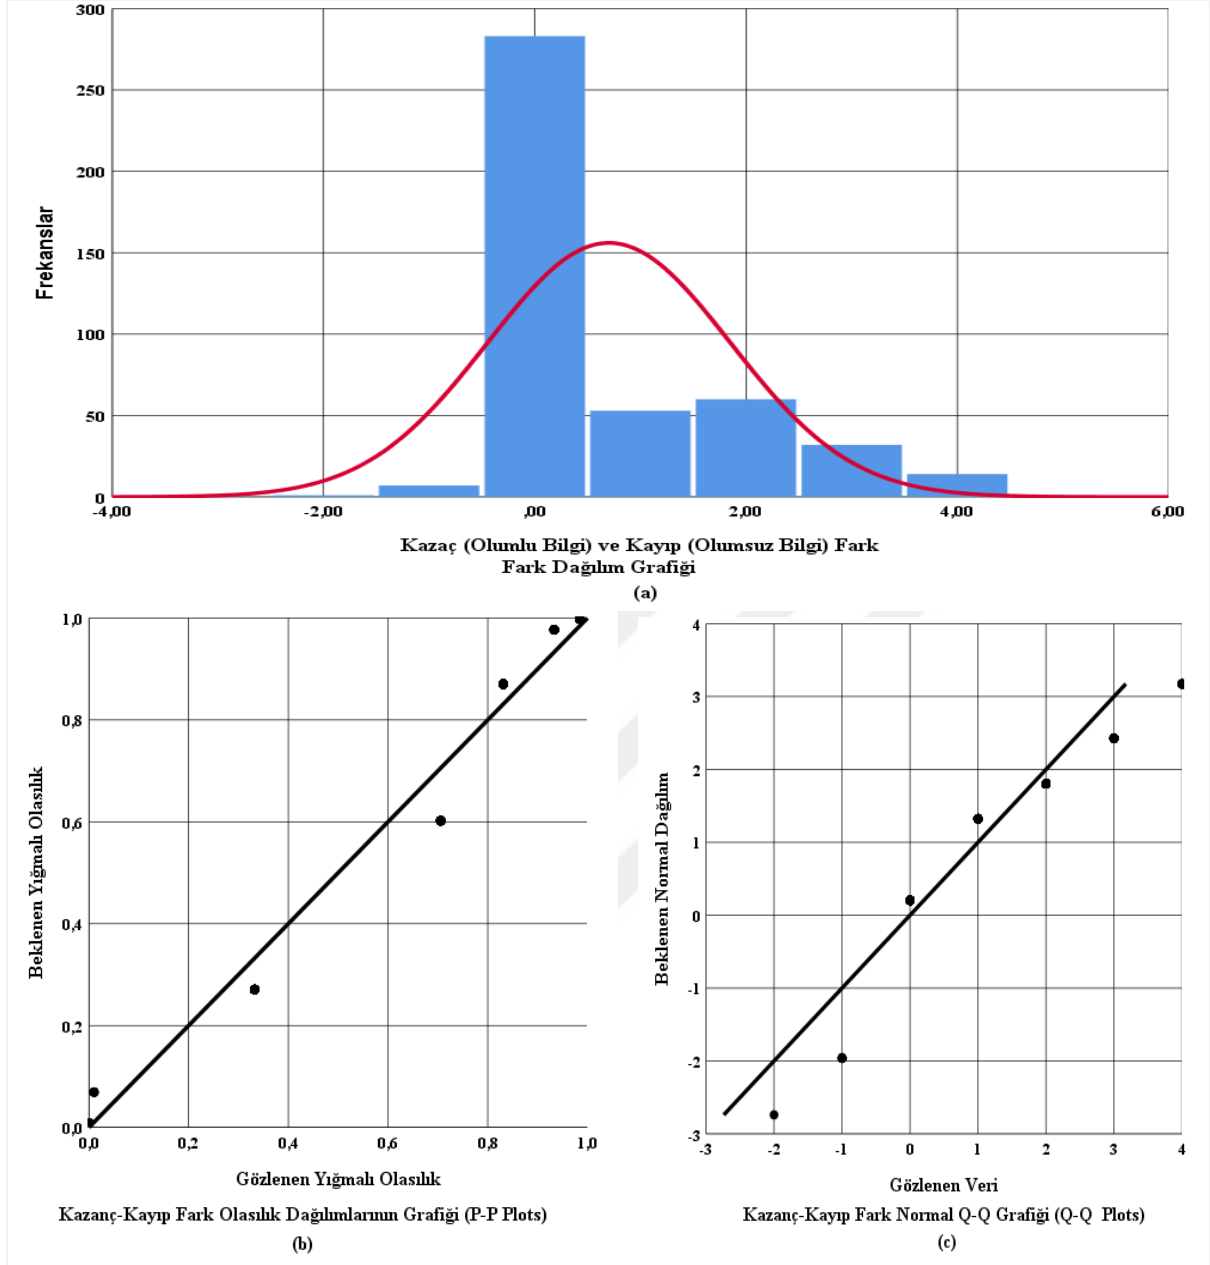 300
250
200
150
100
50
0
Frekanslar
-4,00 -2,00 ,00 2,00 4,00 6,00
Kazaç (Olumlu Bilgi) ve Kayıp (Olumsuz Bilgi) Fark
Fark Dağılım Grafiği
(a)
1,0
0,8
0,6
0,4
0,2
0,0
Beklenen Yığmalı Olasılık
0,0 0,2 0,4 0,6 0,8 1,0
Gözlenen Yığmalı Olasılık
Kazanç-Kayıp Fark Olasılık Dağılımlarının Grafiği (P-P Plots)
(b)
4
3
2
1
0
-1
-2
-3
Beklenen Normal Dağılım
-3 -2 -1 0 1 2 3 4
Gözlenen Veri
Kazanç-Kayıp Fark Normal Q-Q Grafiği (Q-Q Plots)
(c)